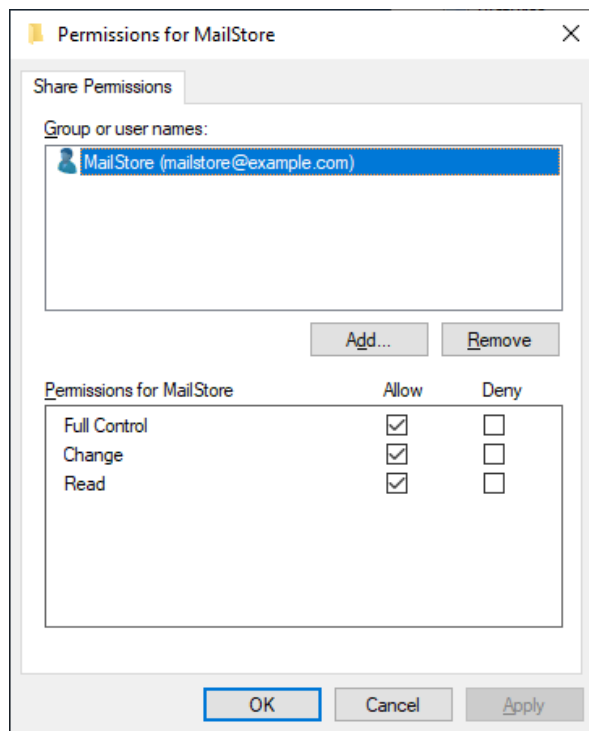 Permissions for MailStore
Share Permissions
Group or user names:
MailStore (mailstore@example.com)
Add... Remove
Permissions for MailStore Allow Deny
Full Control
Change
Read
OK Cancel Apply